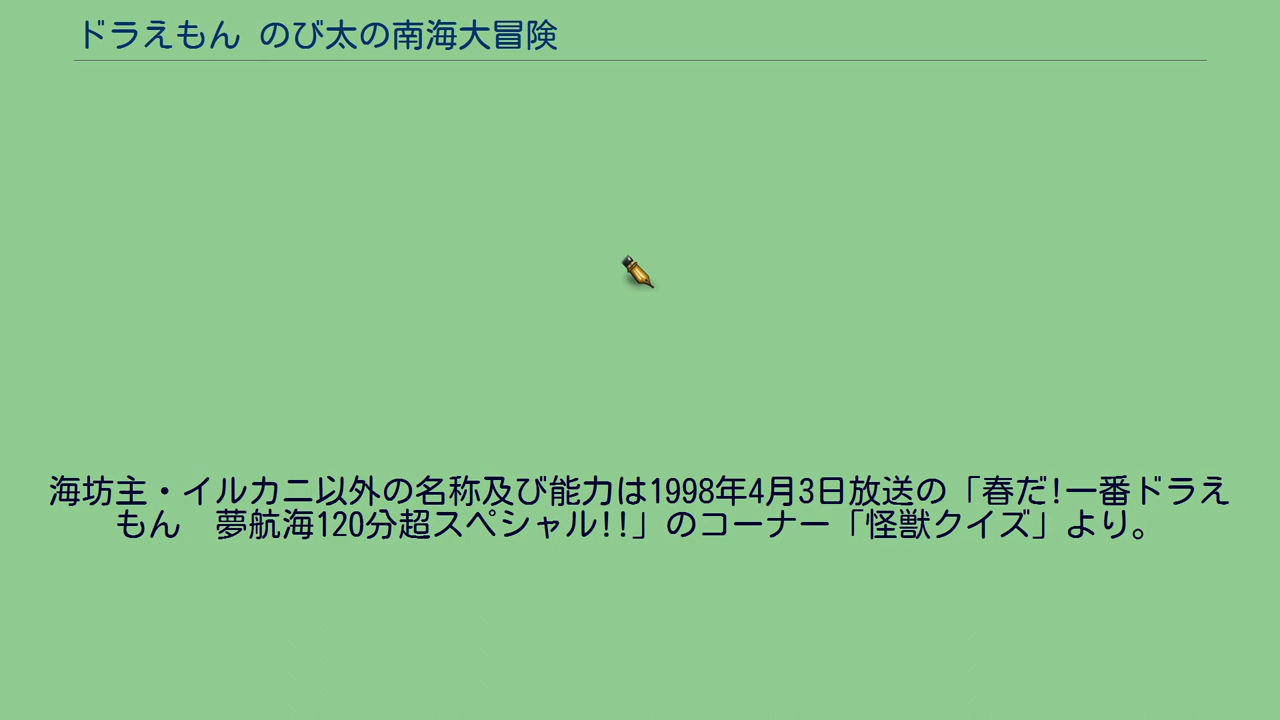 ドラえもん のび太の南海大冒険
海坊主・イルカニ以外の名称及び能力は1998年4月3日放送の「春だ!一番ドラえ
もん　夢航海120分超スペシャル!!」のコーナー「怪獣クイズ」より。